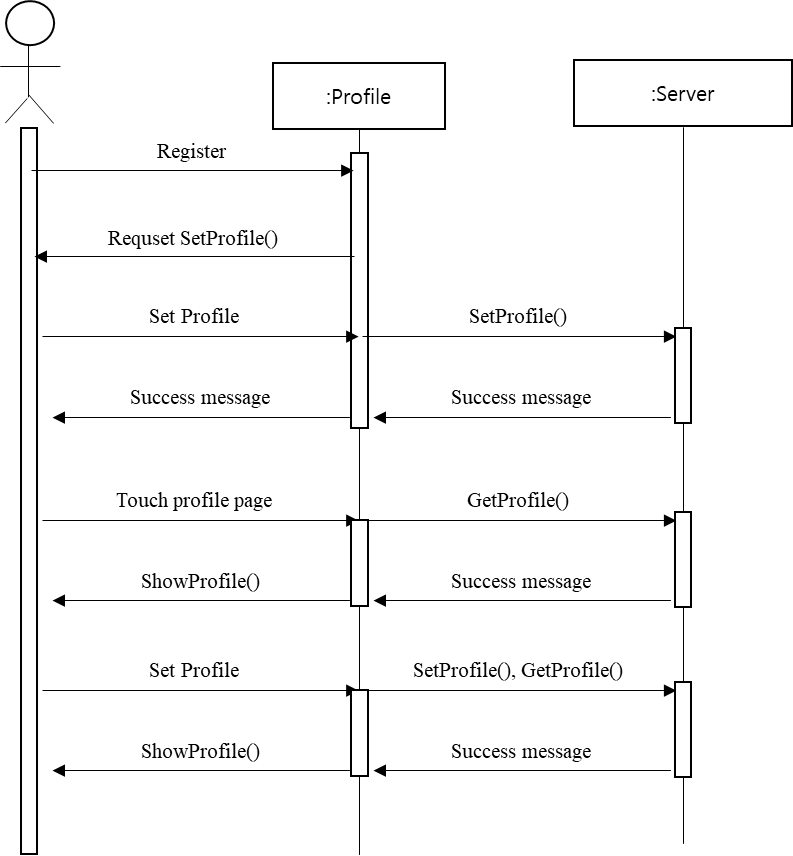 :Profile
:Server
Register
Requset SetProfile()
Set Profile
SetProfile()
Success message
Success message
Touch profile page
GetProfile()
ShowProfile()
Success message
Set Profile
SetProfile(), GetProfile()
ShowProfile()
Success message